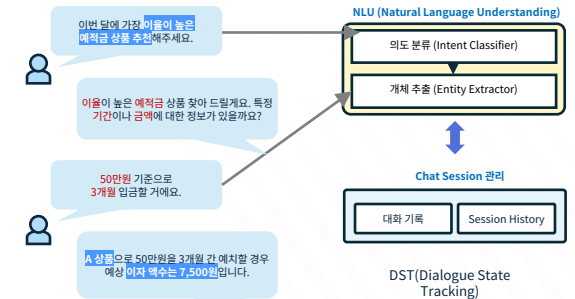 이번 달에 가장 이율이 높은
예적금 상품 추천해주세요.
이율이 높은 예적금 상품 찾아 드릴게요. 특정
기간이나 금액에 대한 정보가 있을까요?
50만원 기준으로
3개월 입금할 거에요.
A 상품으로 50만원을 3개월 간 예치할 경우
예상 이자 액수는 7,500원입니다.
NLU (Natural Language Understanding)
의도 분류 (Intent Classifier)
개체 추출 (Entity Extractor)
Chat Session 관리
대화 기록
Session History
DST(Dialogue State
Tracking)